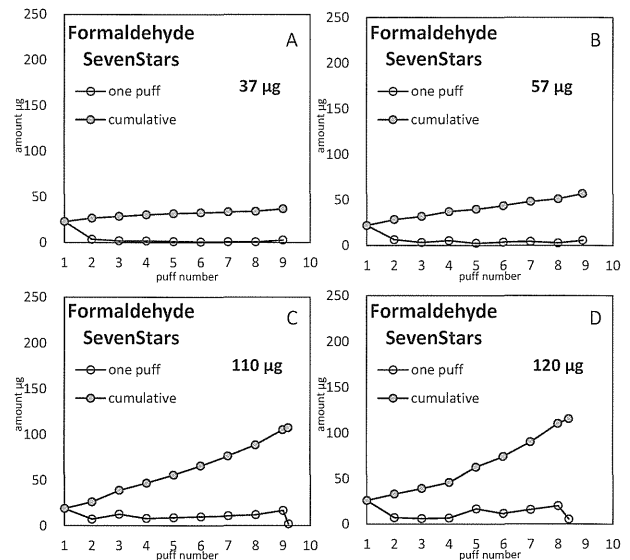 250
200
150
100
50
0
amount µg
Formaldehyde
SevenStars
A
37 µg
one puff
cumulative
1 2 3 4 5 6 7 8 9 10
puff number
250
200
150
100
50
0
amount µg
Formaldehyde
SevenStars
B
57 µg
one puff
cumulative
1 2 3 4 5 6 7 8 9 10
puff number
250
200
150
100
50
0
amount µg
Formaldehyde
SevenStars
C
110 µg
one puff
cumulative
1 2 3 4 5 6 7 8 9 10
puff number
250
200
150
100
50
0
amount µg
Formaldehyde
SevenStars
D
120 µg
one puff
cumulative
1 2 3 4 5 6 7 8 9 10
puff number